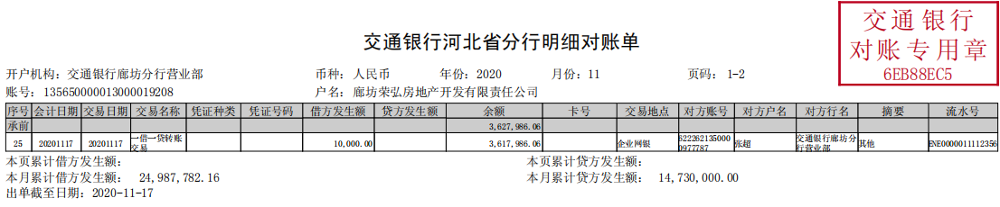 交通银行
对账专用章
6EB88EC5
交通银行河北省分行明细对账单
开户机构：交通银行廊坊分行营业部 币种：人民币 年份：2020 月份：11 页码：1-2
账号：135650000013000019208 户名：廊坊荣弘房地产开发有限责任公司
序号 会计日期 交易日期 交易名称 凭证种类 凭证号码 借方发生额 贷方发生额 余额 卡号 交易地点 对方账号 对方户名 对方行名 摘要 流水号
承前 3,627,986.06
25 20201117 20201117 一借一贷转账交易 10,000.00 3,617,986.06 企业网银 6222621350000977787 张超 交通银行廊坊分行营业部 其他 ENE0000011112356
本页累计借方发生额： 本页累计贷方发生额：
本月累计借方发生额： 24,987,782.16 本月累计贷方发生额： 14,730,000.00
出单截至日期：2020-11-17